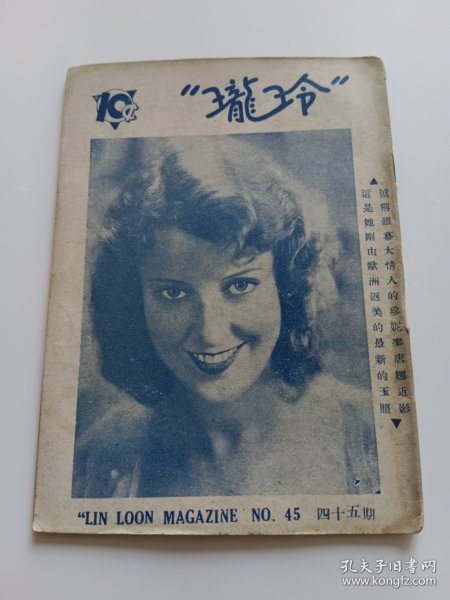 10¢
“瓏玲”
▲號稱銀幕大情人的珍妮麥唐娜近影
這是她剛由歐洲返美的最新的玉照▼
“LIN LOON MAGAZINE NO. 45 四十五期
孔夫子旧书网
www.kongfz.com